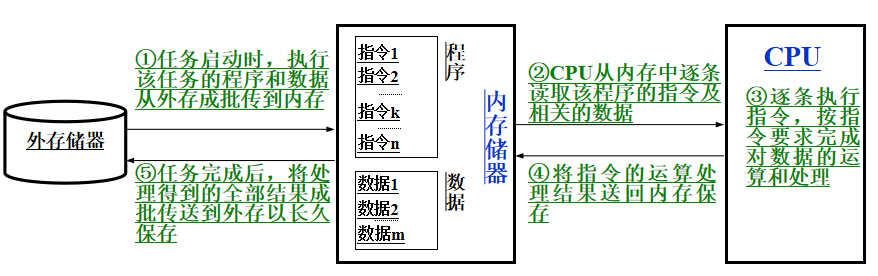 ①任务启动时，执行
该任务的程序和数据
从外存成批传到内存
外存储器
⑤任务完成后，将处
理得到的全部结果成
批传送到外存以长久
保存
指令1
指令2
......
指令k
......
指令n
程序
数据1
数据2
......
数据m
数据
内存储器
②CPU从内存中逐条
读取该程序的指令及
相关的数据
④将指令的运算处
理结果送回内存保
存
CPU
③逐条执行
指令，按指
令要求完成
对数据的运
算和处理